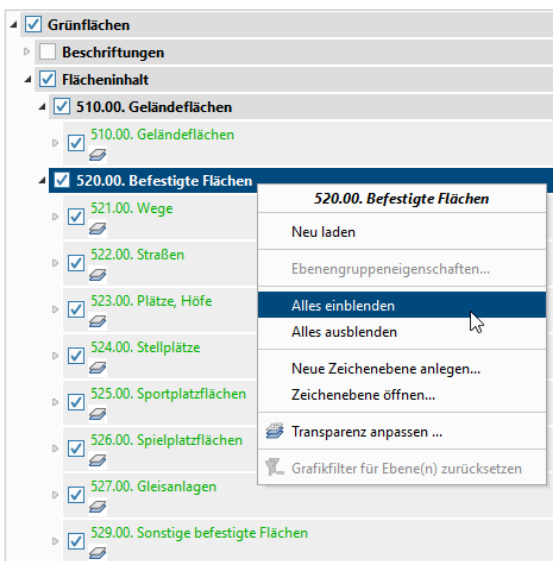 Grünflächen
Beschriftungen
Flächeninhalt
510.00. Geländeflächen
510.00. Geländeflächen
520.00. Befestigte Flächen
521.00. Wege
522.00. Straßen
523.00. Plätze, Höfe
524.00. Stellplätze
525.00. Sportplatzflächen
526.00. Spielplatzflächen
527.00. Gleisanlagen
529.00. Sonstige befestigte Flächen
520.00. Befestigte Flächen
Neu laden
Ebenengruppeneigenschaften...
Alles einblenden
Alles ausblenden
Neue Zeichenebene anlegen...
Zeichenebene öffnen...
Transparenz anpassen ...
Grafikfilter für Ebene(n) zurücksetzen